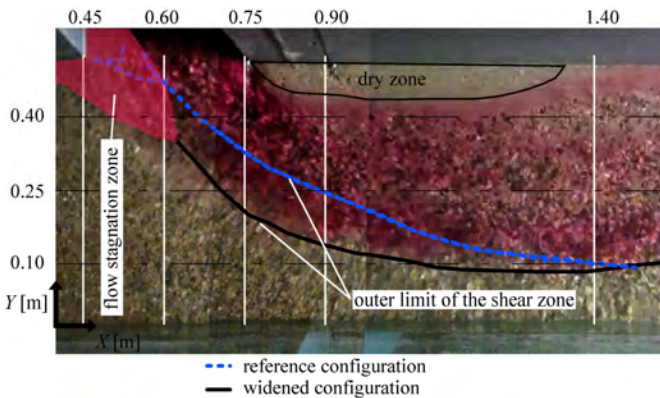 0.45 0.60 0.75 0.90 1.40
dry zone
0.40
flow stagnation zone
0.25
0.10
outer limit of the shear zone
Y [m]
X [m]
reference configuration
widened configuration